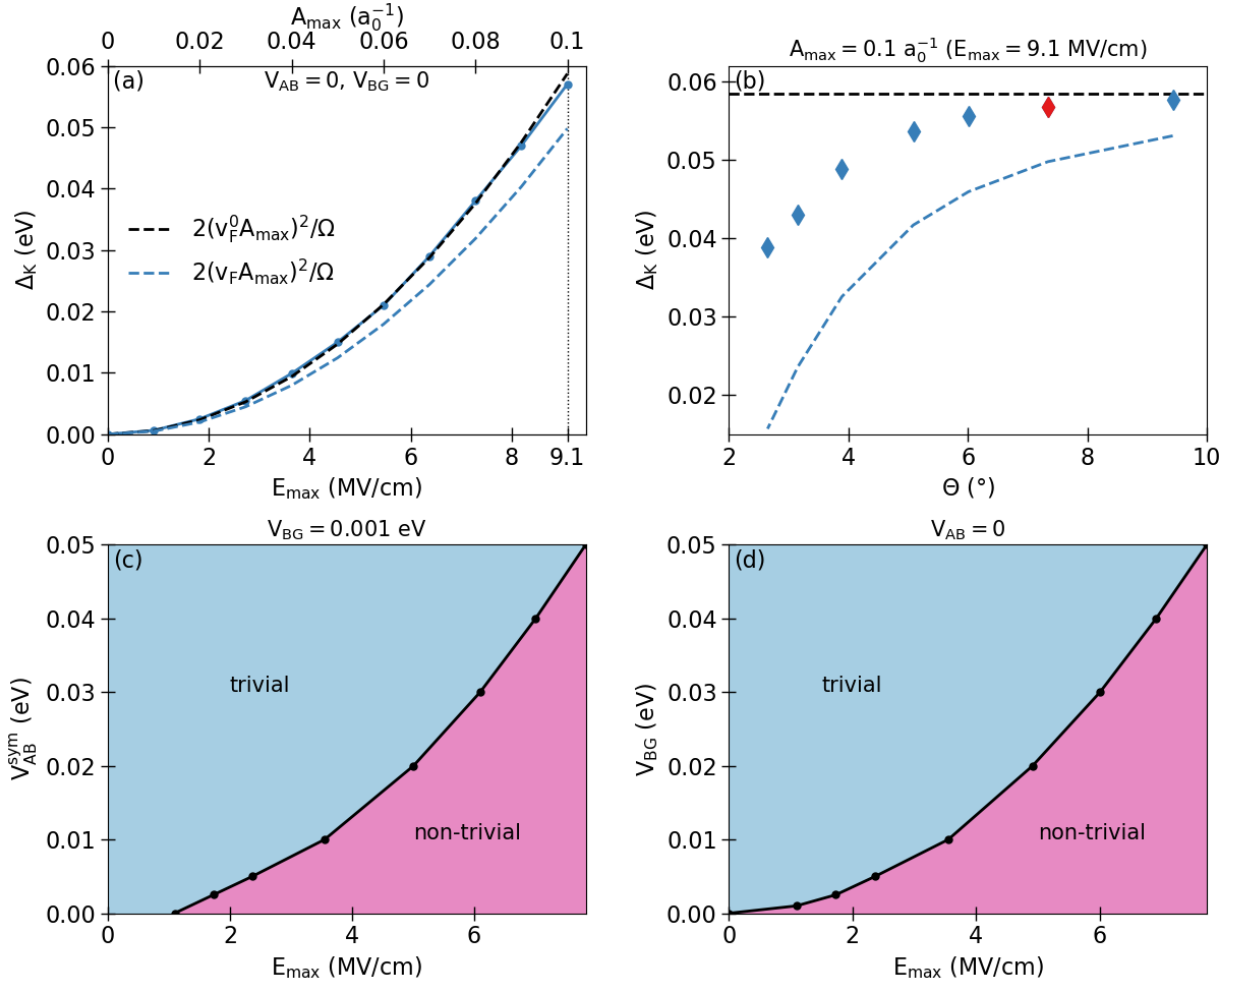 A_max (a_0^{-1})
0 0.02 0.04 0.06 0.08 0.1
(a)
V_AB = 0, V_BG = 0
0.06
0.05
0.04
0.03
0.02
0.01
0.00
Δ_K (eV)
2(v_F^0 A_max)^2/Ω
2(v_F A_max)^2/Ω
0 2 4 6 8 9.1
E_max (MV/cm)
A_max = 0.1 a_0^{-1} (E_max = 9.1 MV/cm)
(b)
0.06
0.05
0.04
0.03
0.02
Δ_K (eV)
2 4 6 8 10
Θ (°)
V_BG = 0.001 eV
(c)
0.05
0.04
0.03
0.02
0.01
0.00
V_AB^sym (eV)
trivial
non-trivial
0 2 4 6
E_max (MV/cm)
V_AB = 0
(d)
0.05
0.04
0.03
0.02
0.01
0.00
V_BG (eV)
trivial
non-trivial
0 2 4 6
E_max (MV/cm)